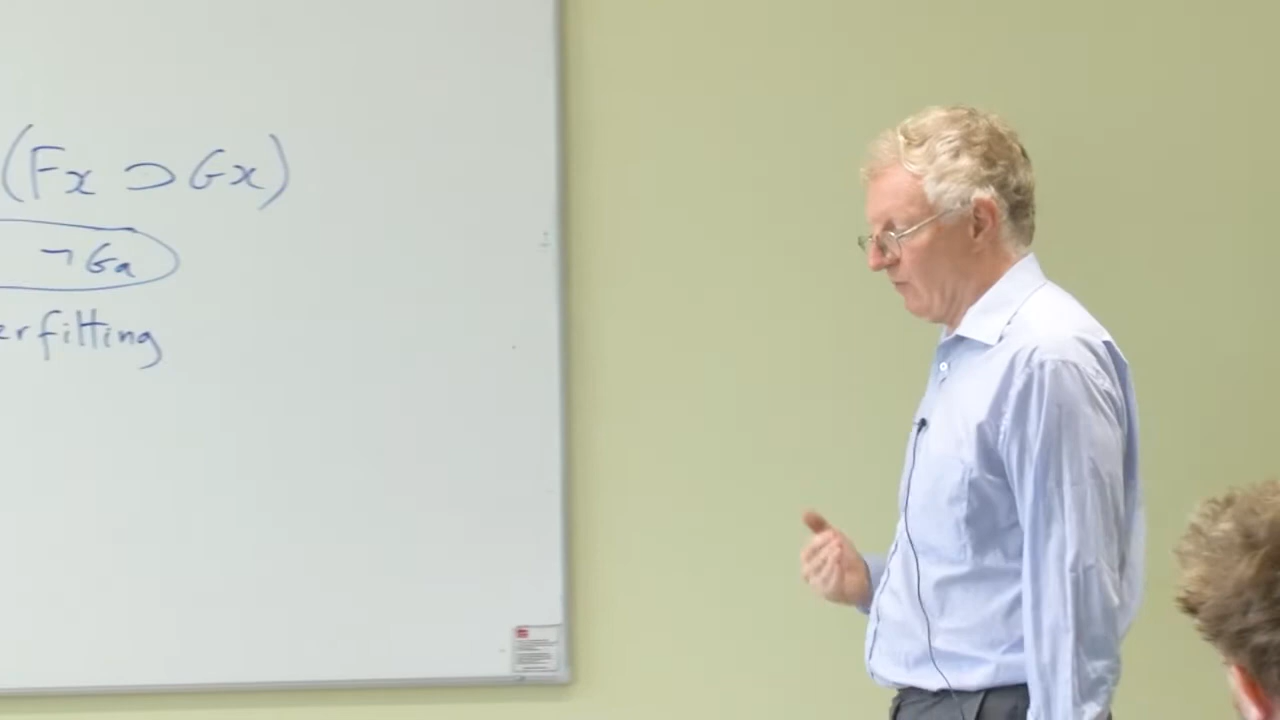 (Fx ⊃ Gx)
¬Ga
erfitting